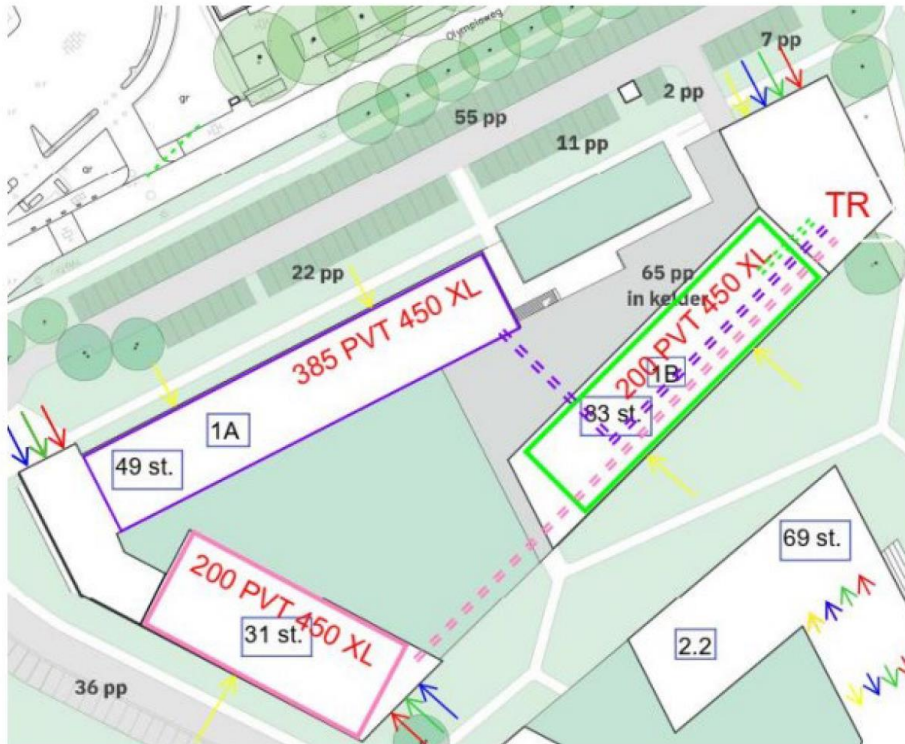 Olympiaweg
7 pp
gr
2 pp
55 pp
11 pp
TR
22 pp
65 pp
in kelder
385 PVT 450 XL
200 PVT 450 XL
1B
83 st.
1A
49 st.
69 st.
200 PVT 450 XL
31 st.
2.2
36 pp